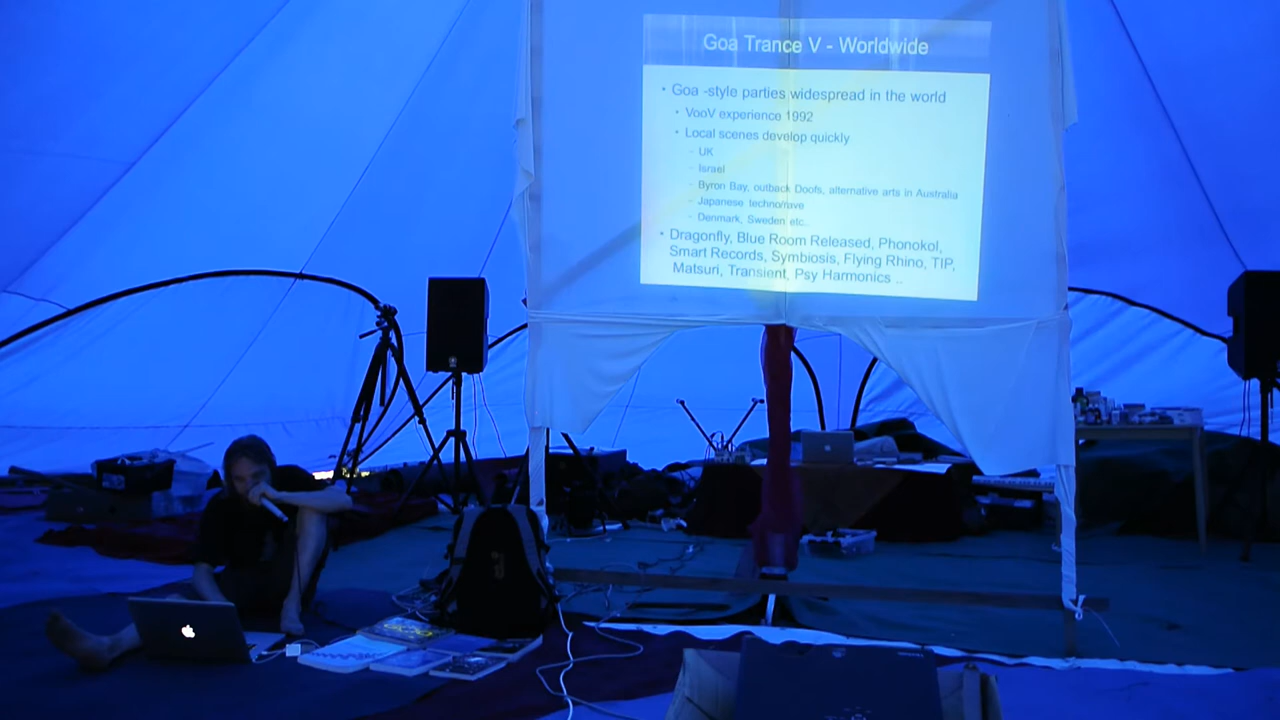 Goa Trance V - Worldwide
• Goa -style parties widespread in the world
• VooV experience 1992
• Local scenes develop quickly
- UK
- Israel
- Byron Bay, outback Doofs, alternative arts in Australia
- Japanese techno/rave
- Denmark, Sweden etc..
• Dragonfly, Blue Room Released, Phonokol,
Smart Records, Symbiosis, Flying Rhino, TIP,
Matsuri, Transient, Psy Harmonics ..